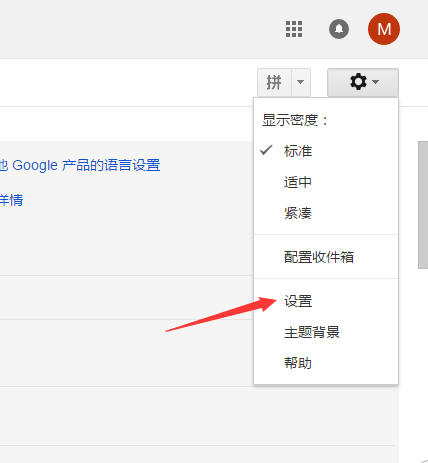 M
拼
显示密度：
标准
他 Google 产品的语言设置
适中
详情
紧凑
配置收件箱
设置
主题背景
帮助